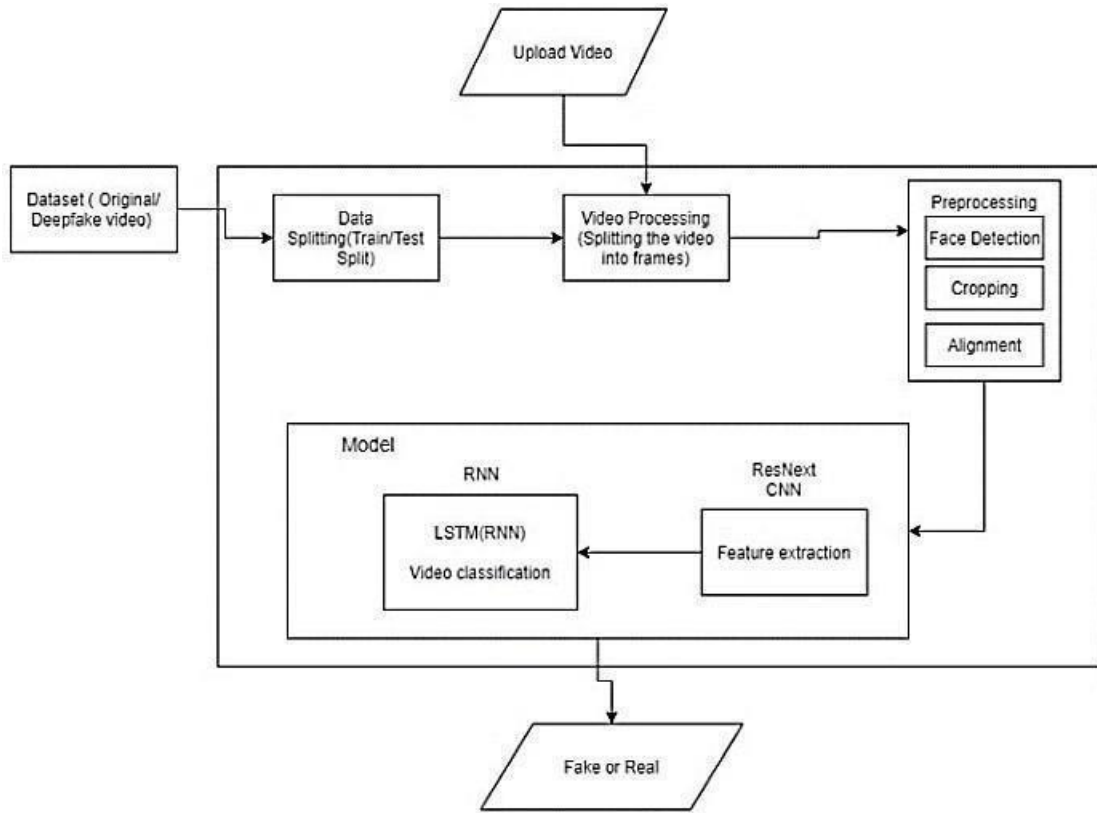 Upload Video
Dataset ( Original/
Deepfake video)
Data
Splitting(Train/Test
Split)
Video Processing
(Splitting the video
into frames)
Preprocessing
Face Detection
Cropping
Alignment
Model
RNN
LSTM(RNN)
Video classification
ResNext
CNN
Feature extraction
Fake or Real